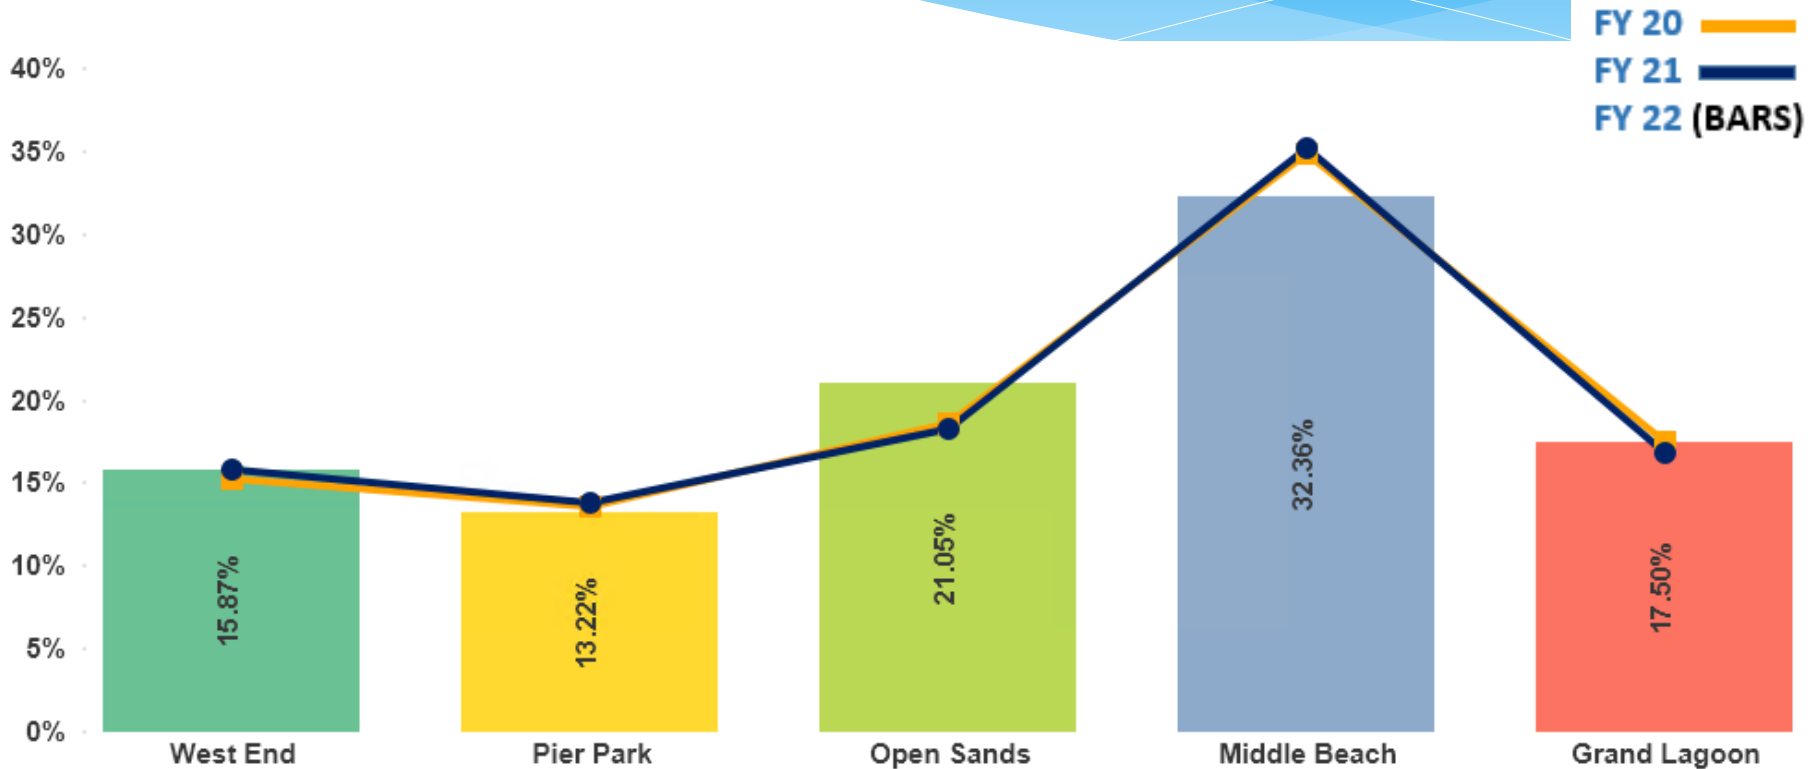 FY 20
FY 21
FY 22 (BARS)
40%
35%
30%
25%
20%
15%
10%
5%
0%
15.87%
13.22%
21.05%
32.36%
17.50%
West End
Pier Park
Open Sands
Middle Beach
Grand Lagoon